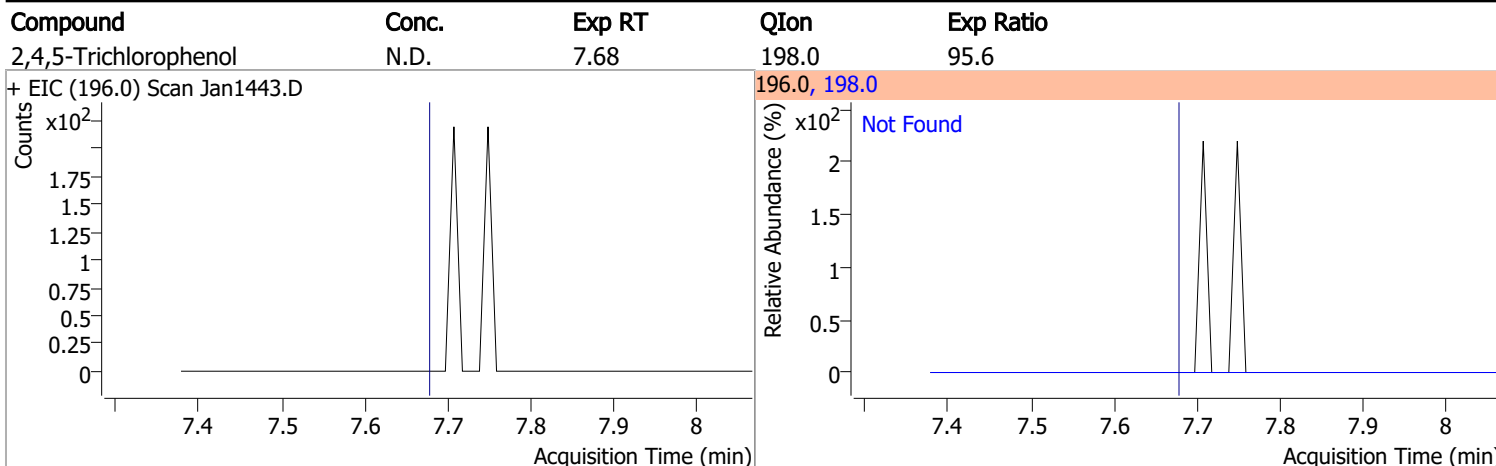 Compound Conc. Exp RT QIon Exp Ratio
2,4,5-Trichlorophenol N.D. 7.68 198.0 95.6
+ EIC (196.0) Scan Jan1443.D
Counts
x10²
1.75
1.5
1.25
1
0.75
0.5
0.25
0
7.4 7.5 7.6 7.7 7.8 7.9 8
Acquisition Time (min)
196.0, 198.0
Relative Abundance (%)
x10²
Not Found
2
1.5
1
0.5
0
7.4 7.5 7.6 7.7 7.8 7.9 8
Acquisition Time (min)